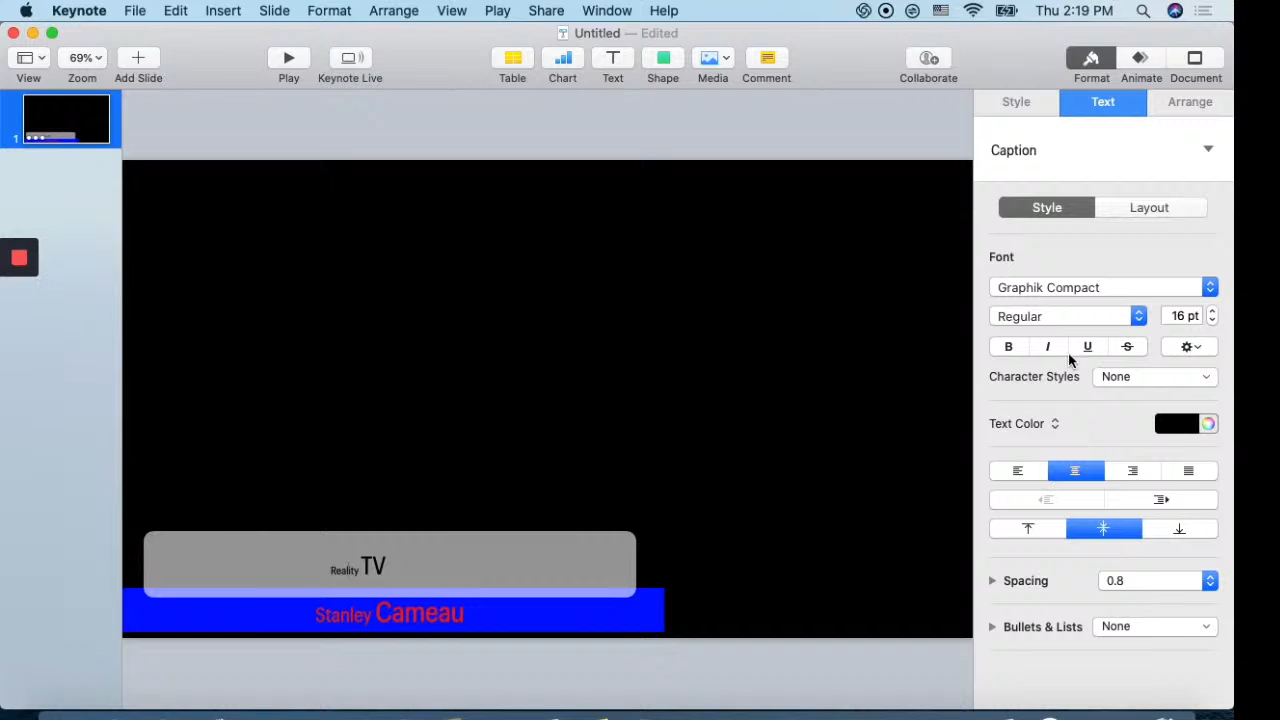 Keynote File Edit Insert Slide Format Arrange View Play Share Window Help Thu 2:19 PM
Untitled — Edited
69%
View Zoom Add Slide Play Keynote Live Table Chart Text Shape Media Comment Collaborate Format Animate Document
1
Style Text Arrange
Caption
Style Layout
Font
Graphik Compact
Regular 16 pt
B I U S
Character Styles None
Text Color
Spacing 0.8
Bullets & Lists None
Reality TV
Stanley Cameau